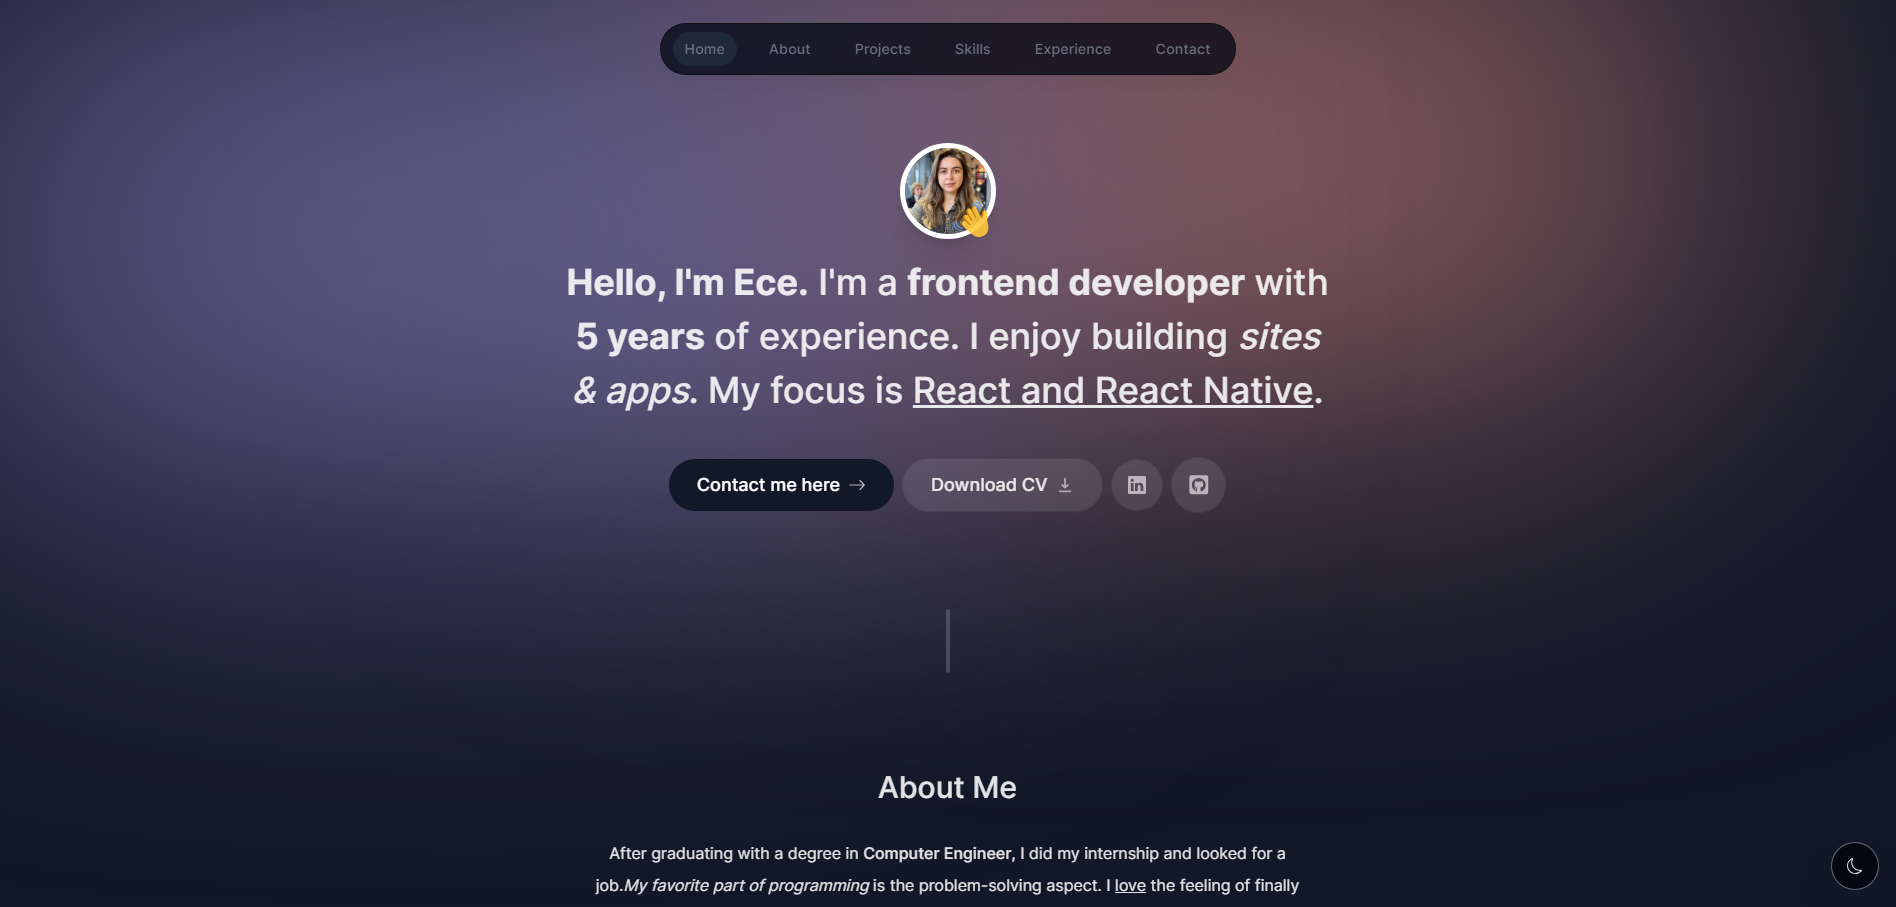 Home About Projects Skills Experience Contact
Hello, I'm Ece. I'm a frontend developer with
5 years of experience. I enjoy building sites
& apps. My focus is React and React Native.
Contact me here Download CV in
About Me
After graduating with a degree in Computer Engineer, I did my internship and looked for a
job.My favorite part of programming is the problem-solving aspect. I love the feeling of finally